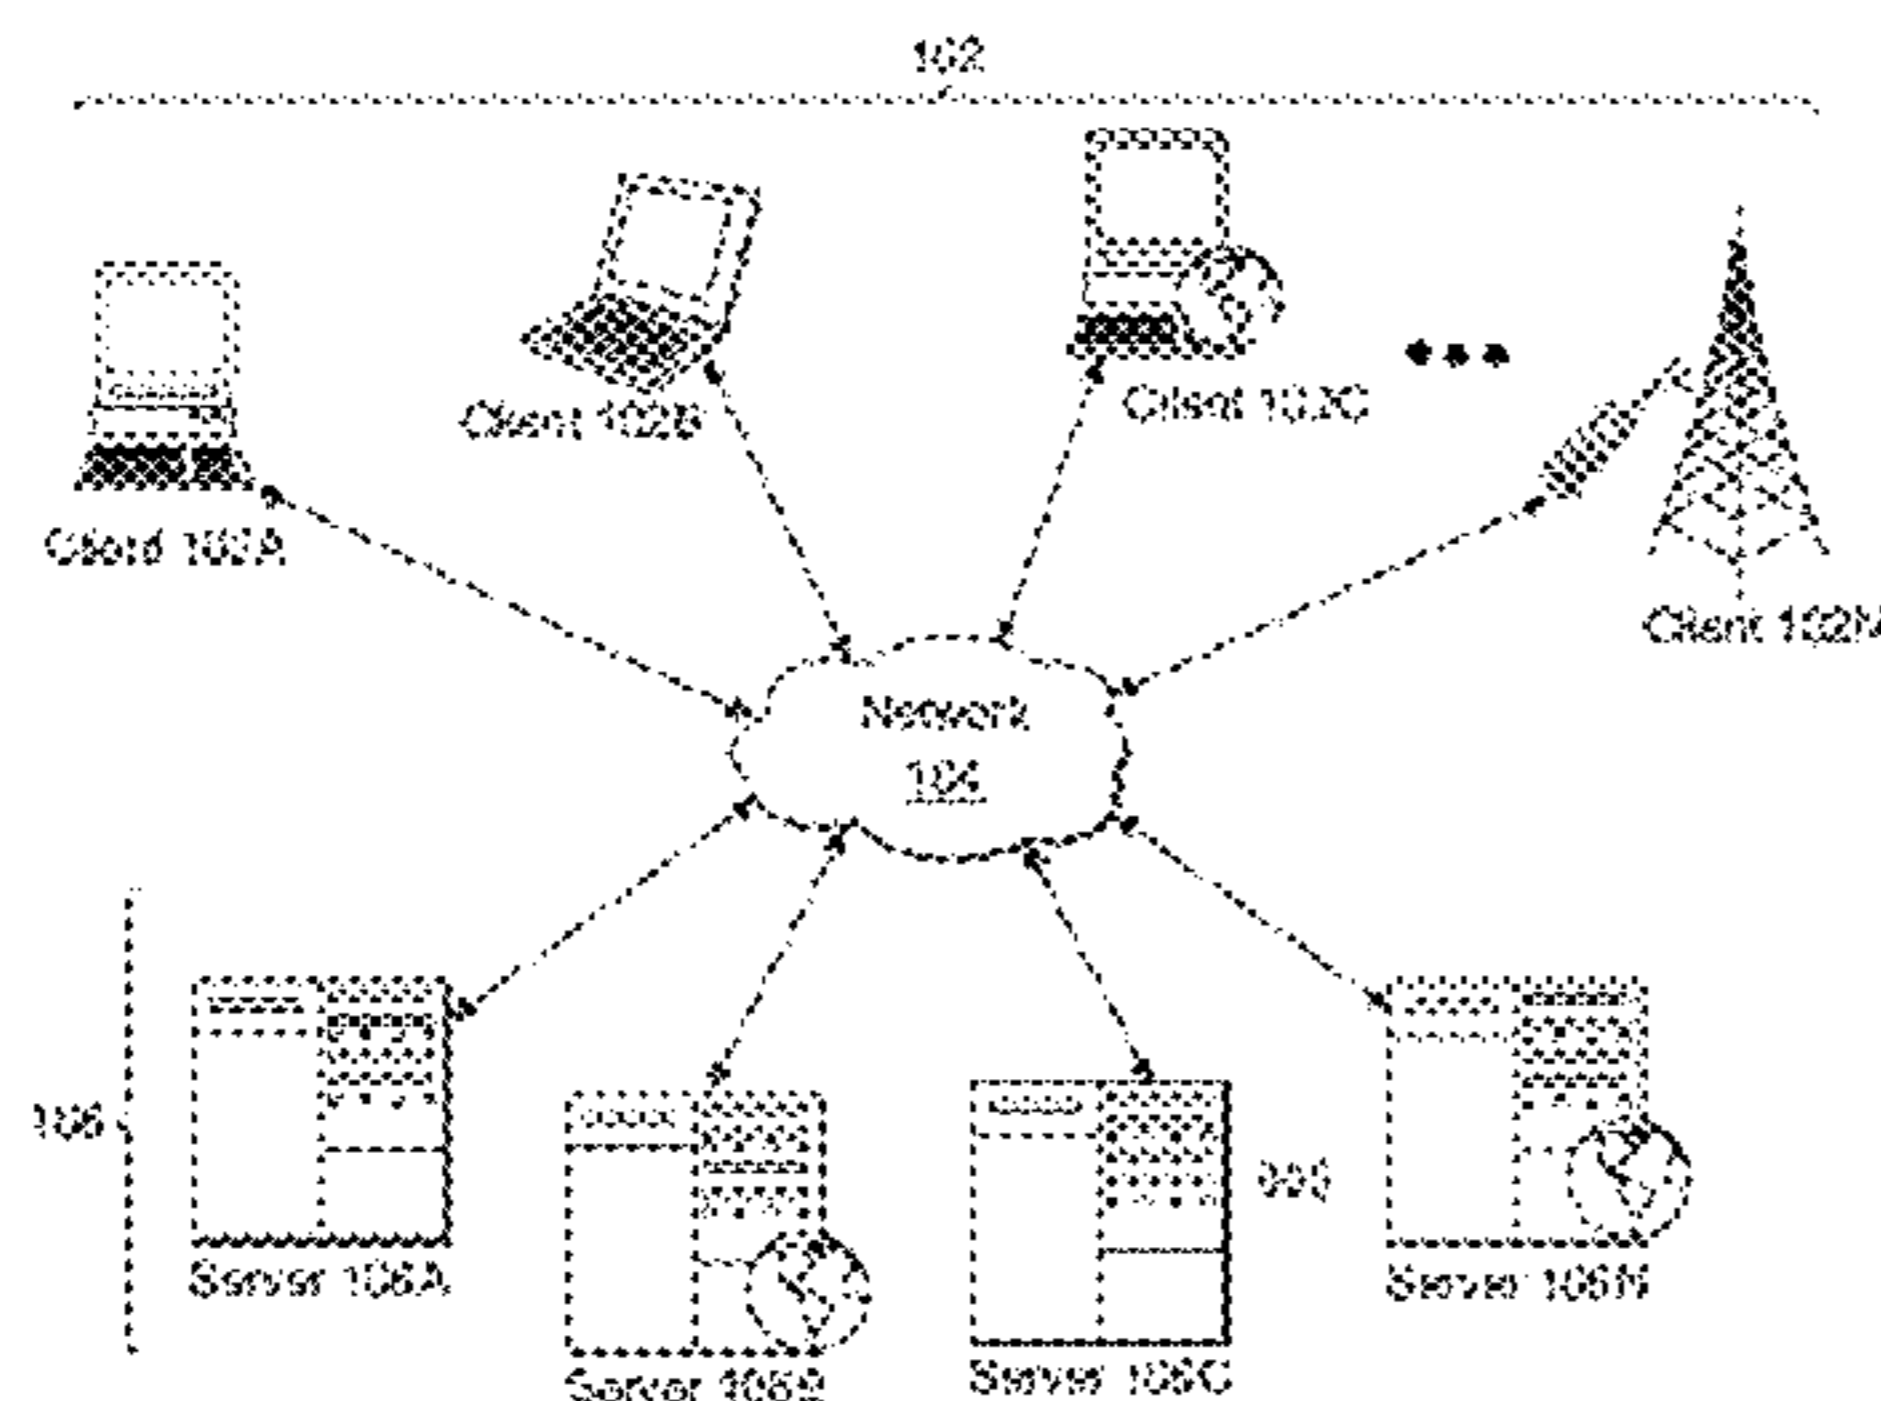 102
Client 102A
Client 102B
Client 102C
Client 102N
Network
104
106
Server 106A
Server 106B
Server 106C
Server 106N